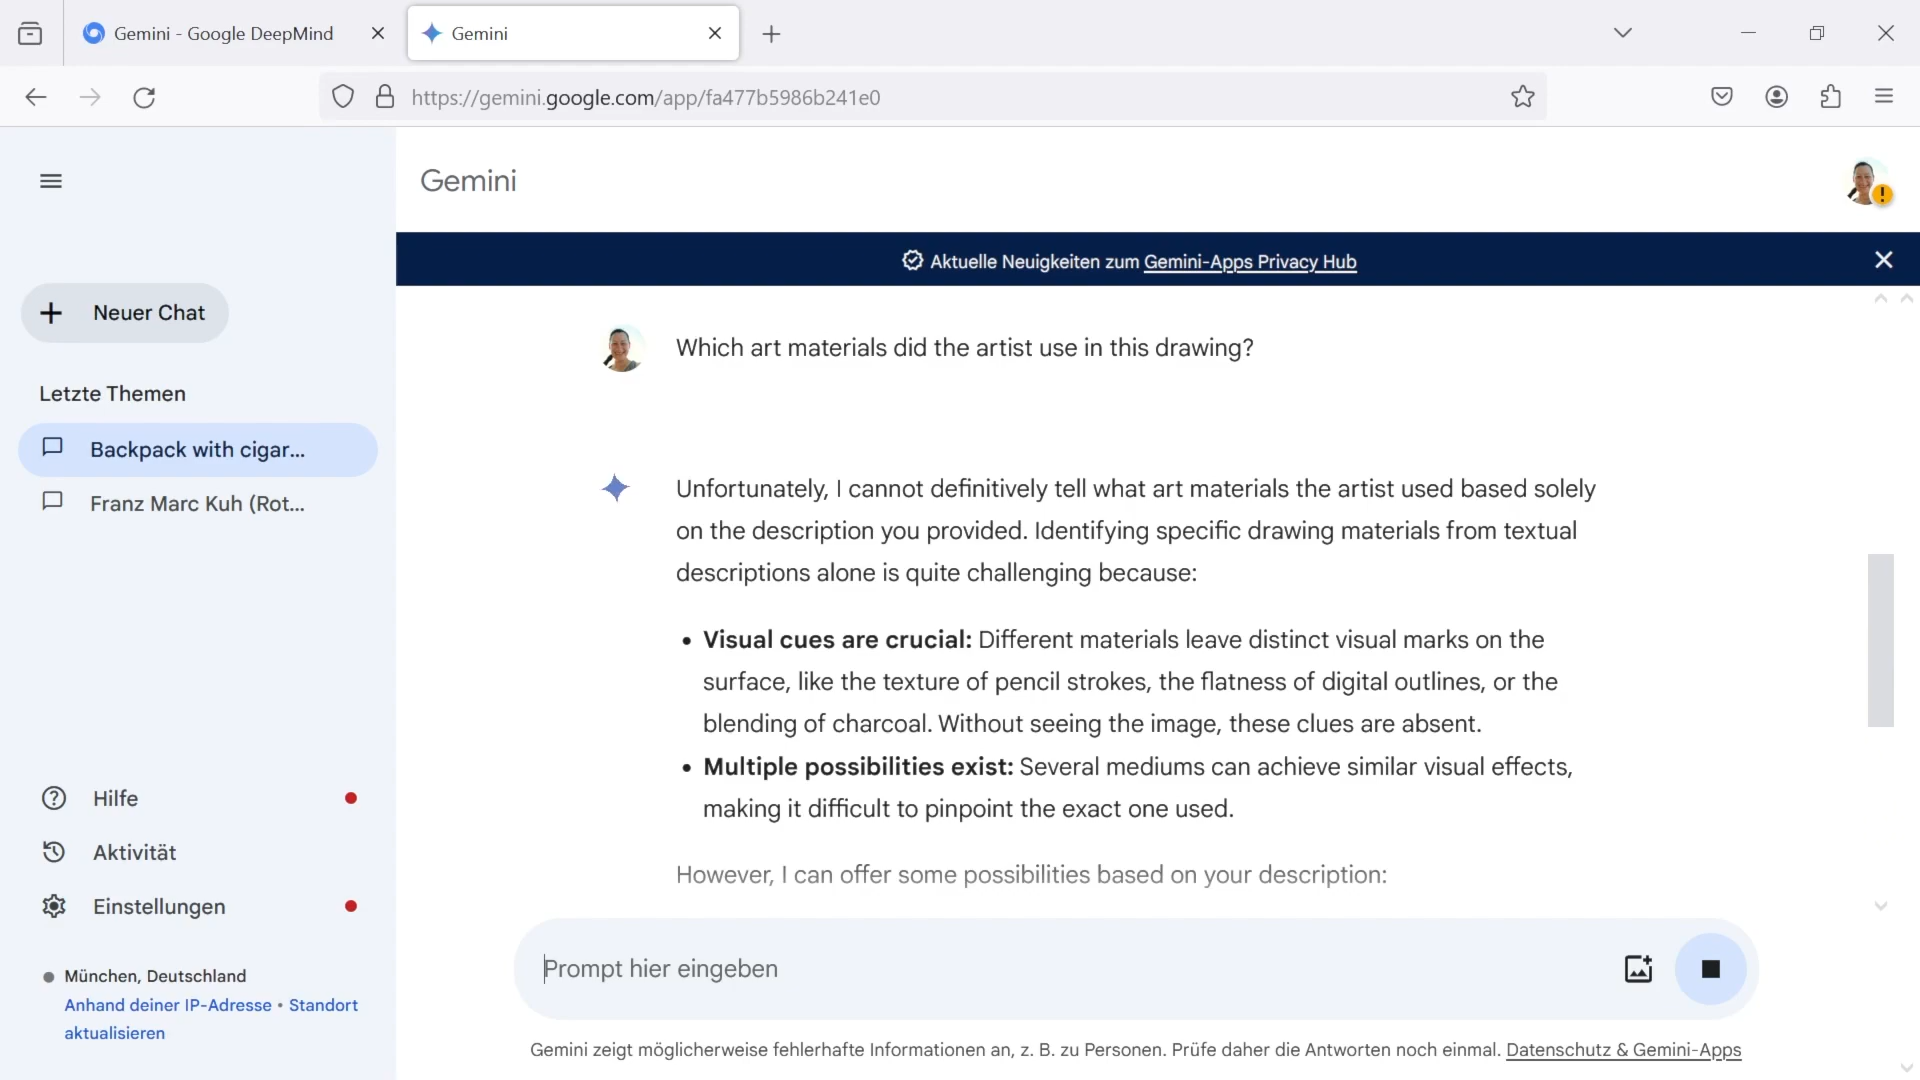 Gemini - Google DeepMind
Gemini
https://gemini.google.com/app/fa477b5986b241e0
Gemini
Aktuelle Neuigkeiten zum Gemini-Apps Privacy Hub
Neuer Chat
Letzte Themen
Backpack with cigar...
Franz Marc Kuh (Rot...
Hilfe
Aktivität
Einstellungen
München, Deutschland
Anhand deiner IP-Adresse • Standort
aktualisieren
Which art materials did the artist use in this drawing?
Unfortunately, I cannot definitively tell what art materials the artist used based solely
on the description you provided. Identifying specific drawing materials from textual
descriptions alone is quite challenging because:
• Visual cues are crucial: Different materials leave distinct visual marks on the
surface, like the texture of pencil strokes, the flatness of digital outlines, or the
blending of charcoal. Without seeing the image, these clues are absent.
• Multiple possibilities exist: Several mediums can achieve similar visual effects,
making it difficult to pinpoint the exact one used.
However, I can offer some possibilities based on your description:
Prompt hier eingeben
Gemini zeigt möglicherweise fehlerhafte Informationen an, z. B. zu Personen. Prüfe daher die Antworten noch einmal. Datenschutz & Gemini-Apps